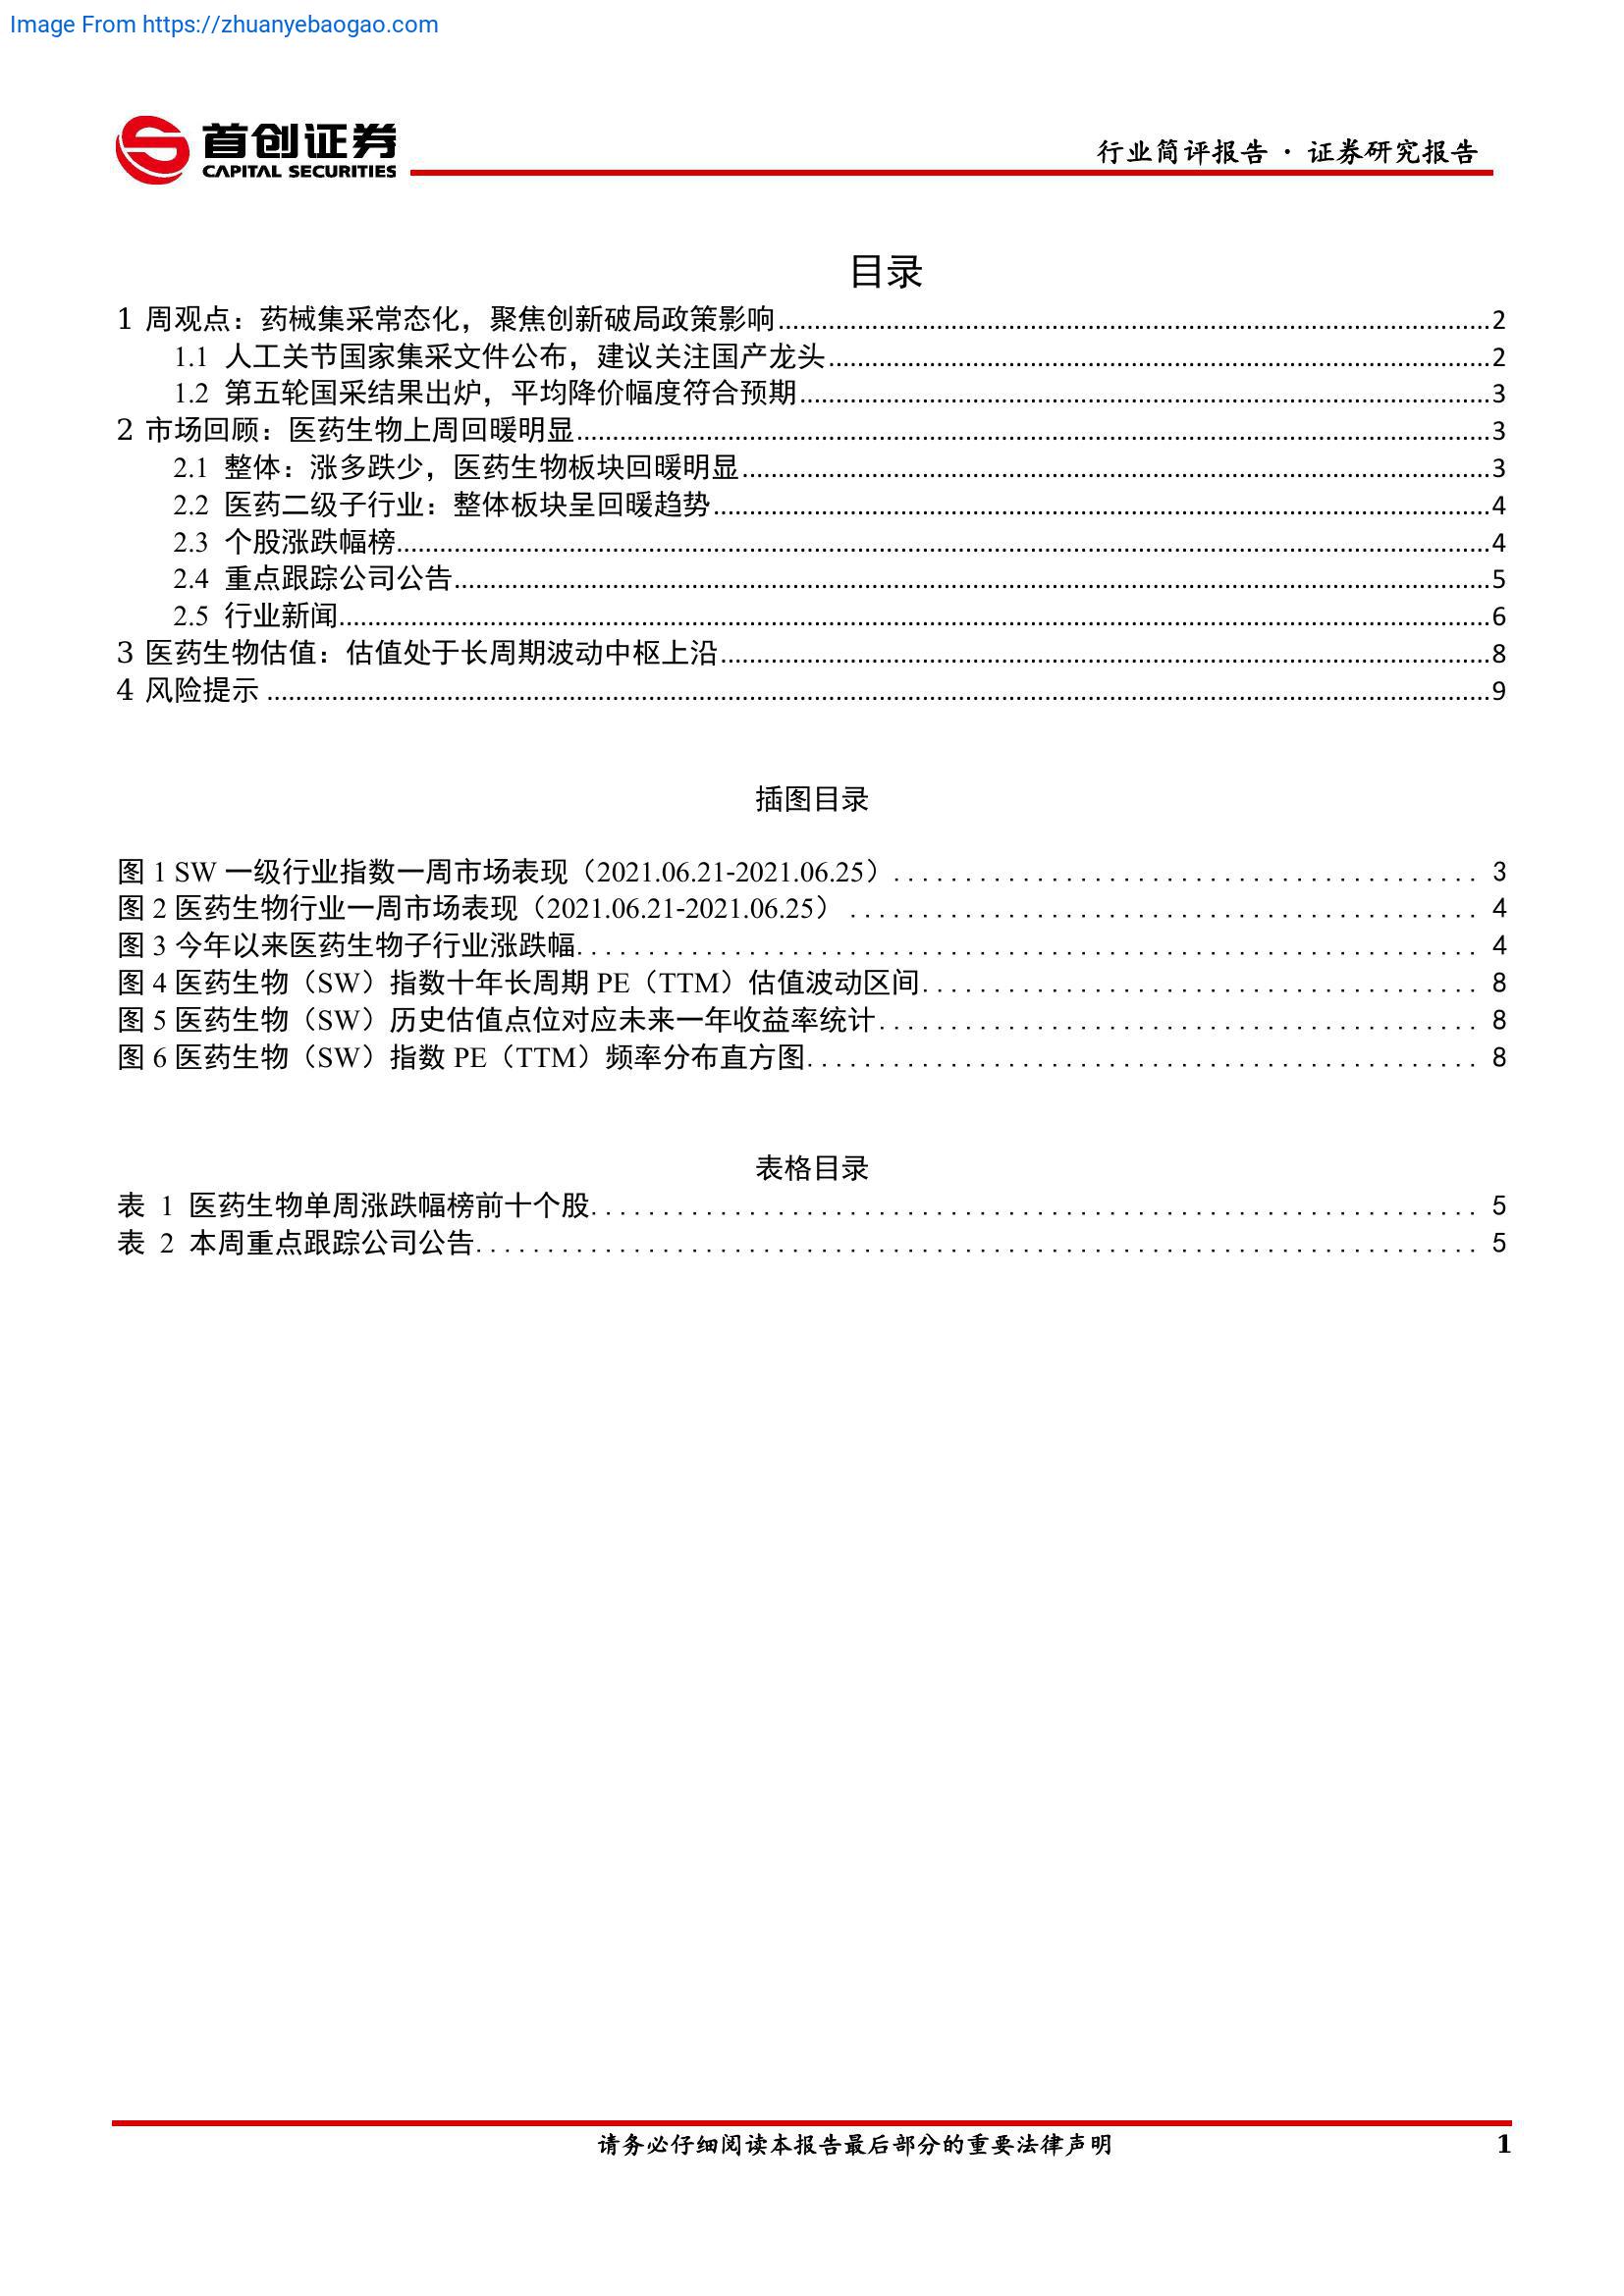 Image From https://zhuanyebaogao.com
首创证券
CAPITAL SECURITIES
行业简评报告·证券研究报告
目录
1 周观点：药械集采常态化，聚焦创新破局政策影响 2
1.1 人工关节国家集采文件公布，建议关注国产龙头 2
1.2 第五轮国采结果出炉，平均降价幅度符合预期 3
2 市场回顾：医药生物上周回暖明显 3
2.1 整体：涨多跌少，医药生物板块回暖明显 3
2.2 医药二级子行业：整体板块呈回暖趋势 4
2.3 个股涨跌幅榜 4
2.4 重点跟踪公司公告 5
2.5 行业新闻 6
3 医药生物估值：估值处于长周期波动中枢上沿 8
4 风险提示 9
插图目录
图 1 SW 一级行业指数一周市场表现（2021.06.21-2021.06.25） 3
图 2 医药生物行业一周市场表现（2021.06.21-2021.06.25） 4
图 3 今年以来医药生物子行业涨跌幅 4
图 4 医药生物（SW）指数十年长周期 PE（TTM）估值波动区间 8
图 5 医药生物（SW）历史估值点位对应未来一年收益率统计 8
图 6 医药生物（SW）指数 PE（TTM）频率分布直方图 8
表格目录
表 1 医药生物单周涨跌幅榜前十个股 5
表 2 本周重点跟踪公司公告 5
请务必仔细阅读本报告最后部分的重要法律声明 1